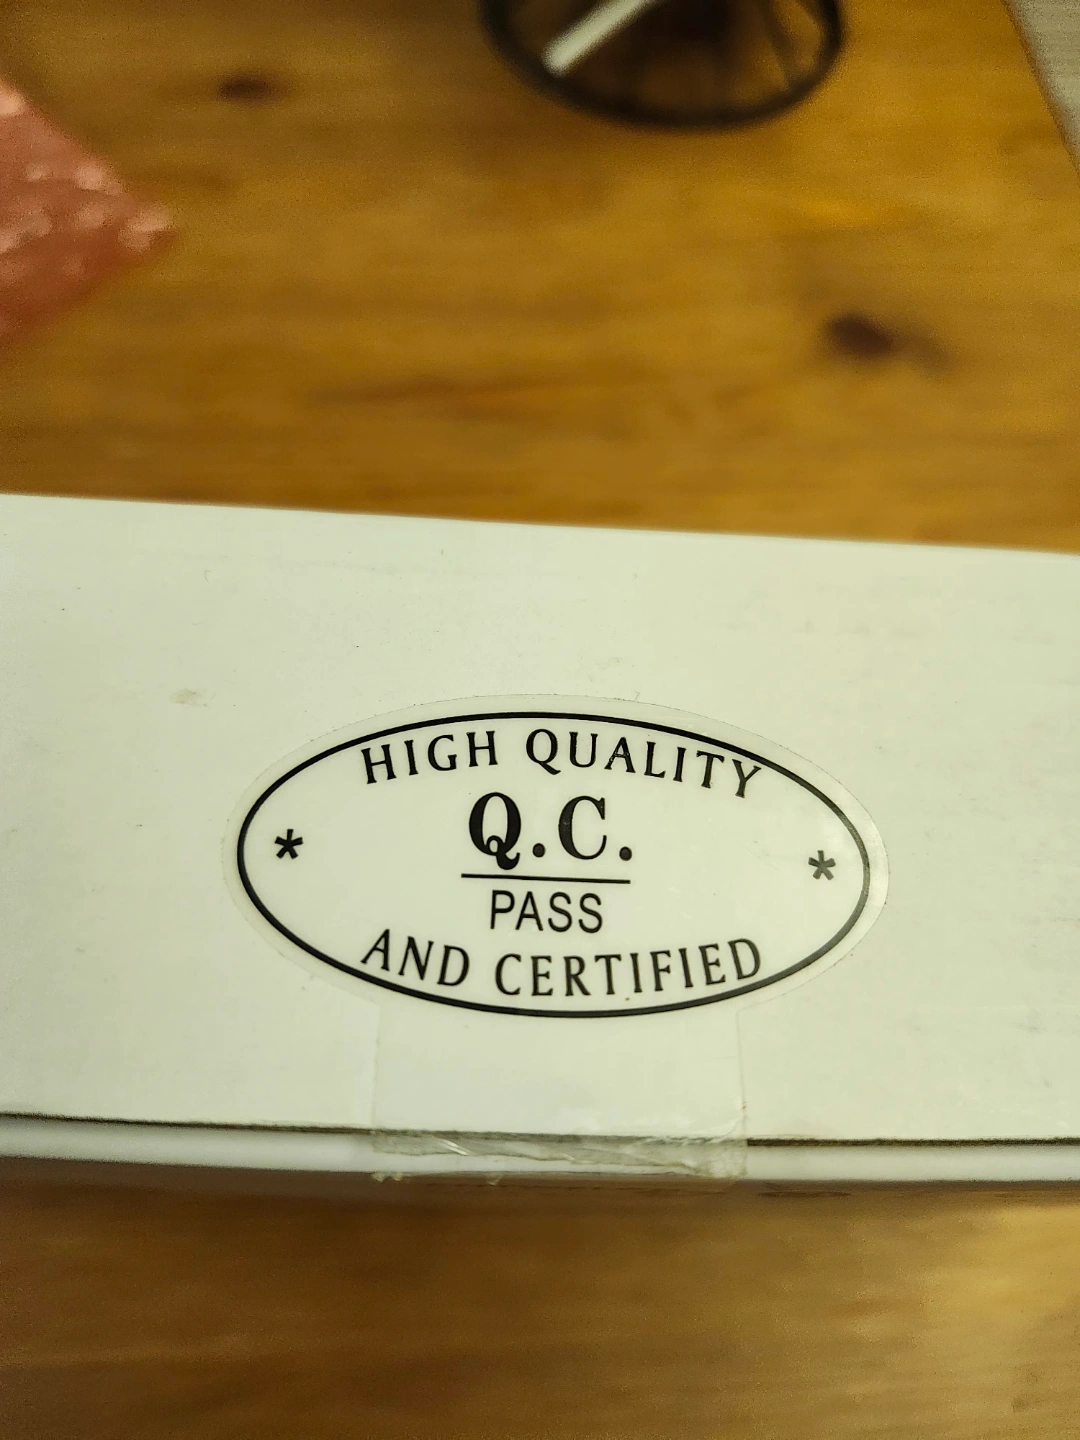 HIGH QUALITY
* Q.C. *
PASS
AND CERTIFIED